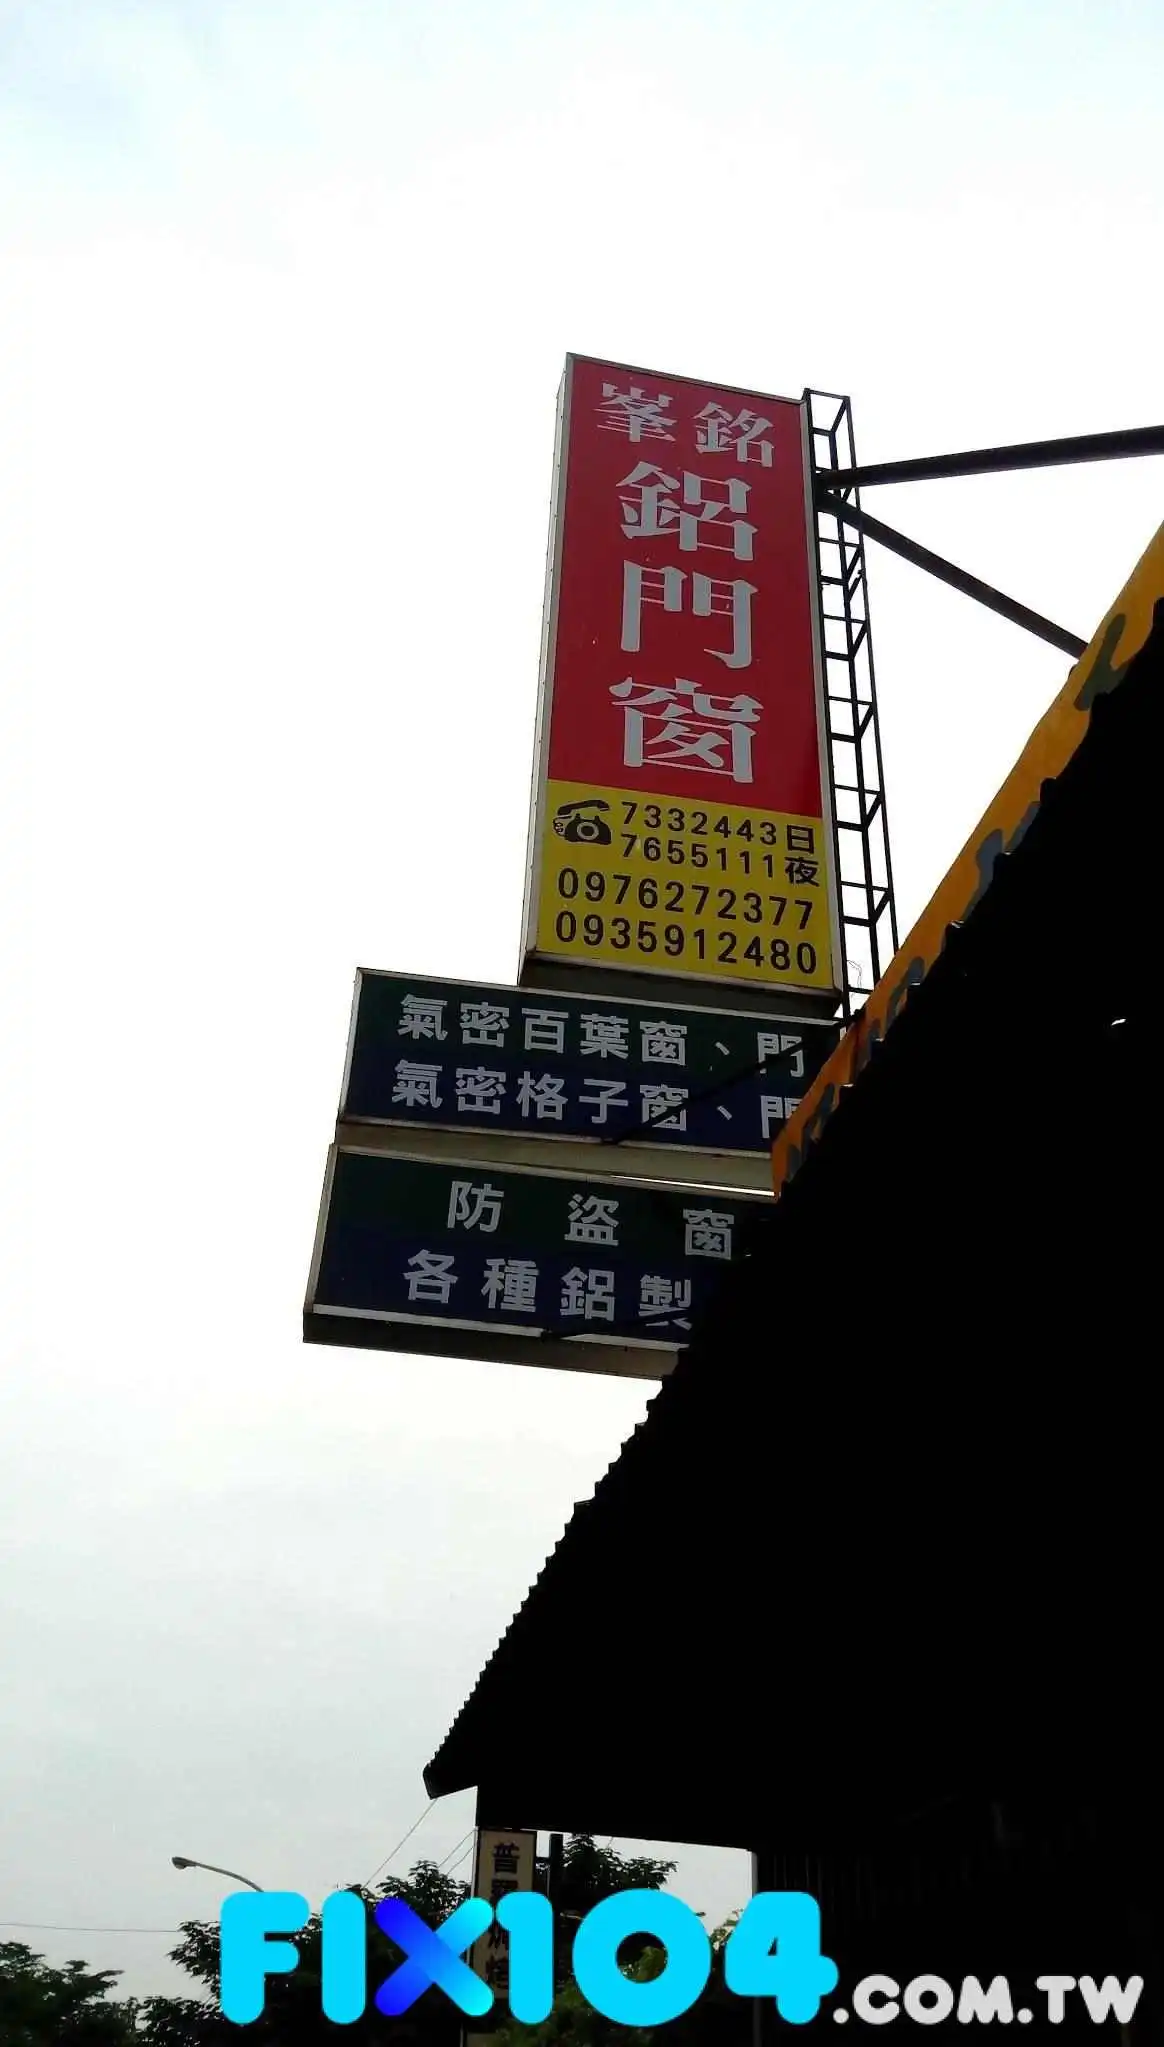 峯銘
鋁門窗
7332443日
7655111夜
0976272377
0935912480
氣密百葉窗、門
氣密格子窗、門
防盜窗
各種鋁製
普
FIX104.COM.TW